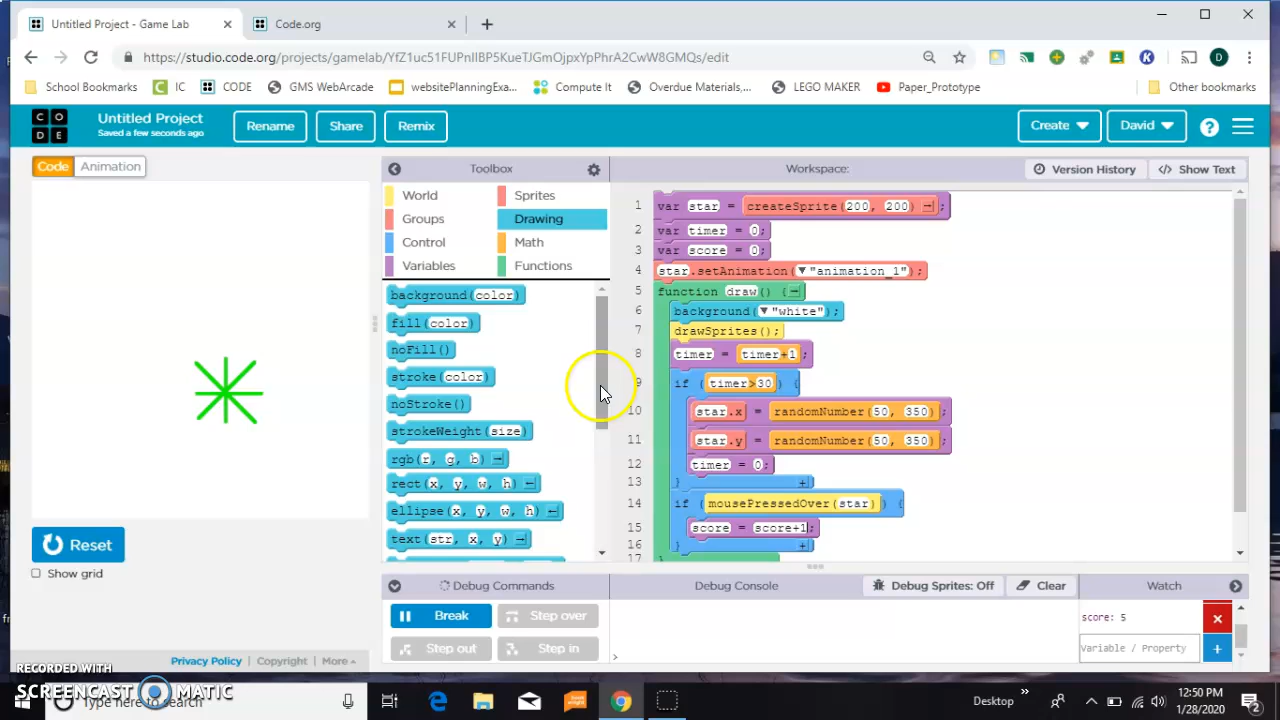 Untitled Project - Game Lab
Code.org
https://studio.code.org/projects/gamelab/YfZ1uc51FUPnIlBP5KueTJGmOjpxYpPhrA2CwW8GMQs/edit
School Bookmarks
IC
CODE
GMS WebArcade
websitePlanningExa...
Compute It
Overdue Materials,...
LEGO MAKER
Paper_Prototype
Other bookmarks
C O
D E
Untitled Project
Saved a few seconds ago
Rename
Share
Remix
Create
David
?
Code
Animation
Toolbox
Workspace:
Version History
</> Show Text
World
Sprites
Groups
Drawing
Control
Math
Variables
Functions
background(color)
fill(color)
noFill()
stroke(color)
noStroke()
strokeWeight(size)
rgb(r, g, b)
rect(x, y, w, h)
ellipse(x, y, w, h)
text(str, x, y)
1 var star = createSprite(200, 200);
2 var timer = 0;
3 var score = 0;
4 star.setAnimation("animation_1");
5 function draw() {
6 background("white");
7 drawSprites();
8 timer = timer+1;
9 if (timer>30) {
10 star.x = randomNumber(50, 350);
11 star.y = randomNumber(50, 350);
12 timer = 0;
13 }
14 if (mousePressedOver(star)) {
15 score = score+1;
16 }
17 }
Reset
Show grid
Debug Commands
Debug Console
Debug Sprites: Off
Clear
Watch
Break
Step over
Step out
Step in
score: 5
Variable / Property
>
Privacy Policy | Copyright | More
RECORDED WITH
SCREENCAST MATIC
Type here to search
Desktop
12:50 PM
1/28/2020
2